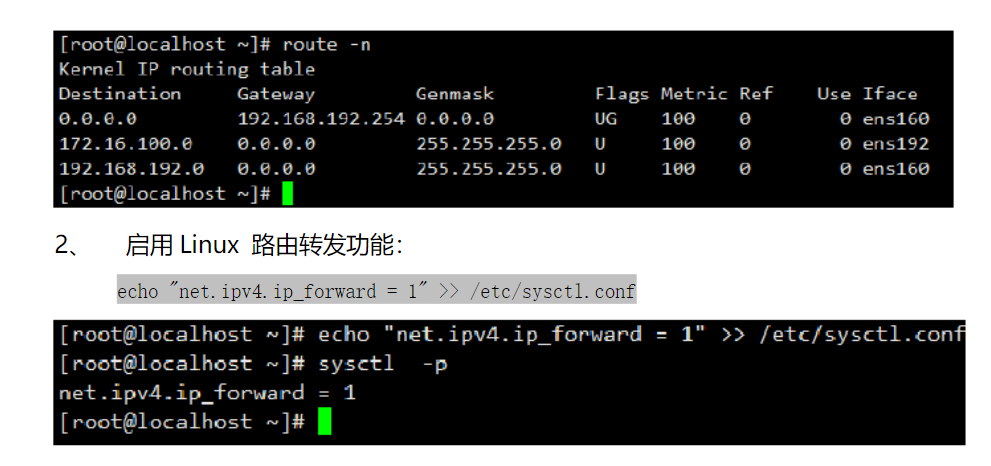 [root@localhost ~]# route -n
Kernel IP routing table
Destination Gateway Genmask Flags Metric Ref Use Iface
0.0.0.0 192.168.192.254 0.0.0.0 UG 100 0 0 ens160
172.16.100.0 0.0.0.0 255.255.255.0 U 100 0 0 ens192
192.168.192.0 0.0.0.0 255.255.255.0 U 100 0 0 ens160
[root@localhost ~]#
2、 启用 Linux 路由转发功能：
echo "net.ipv4.ip_forward = 1" >> /etc/sysctl.conf
[root@localhost ~]# echo "net.ipv4.ip_forward = 1" >> /etc/sysctl.conf
[root@localhost ~]# sysctl -p
net.ipv4.ip_forward = 1
[root@localhost ~]#